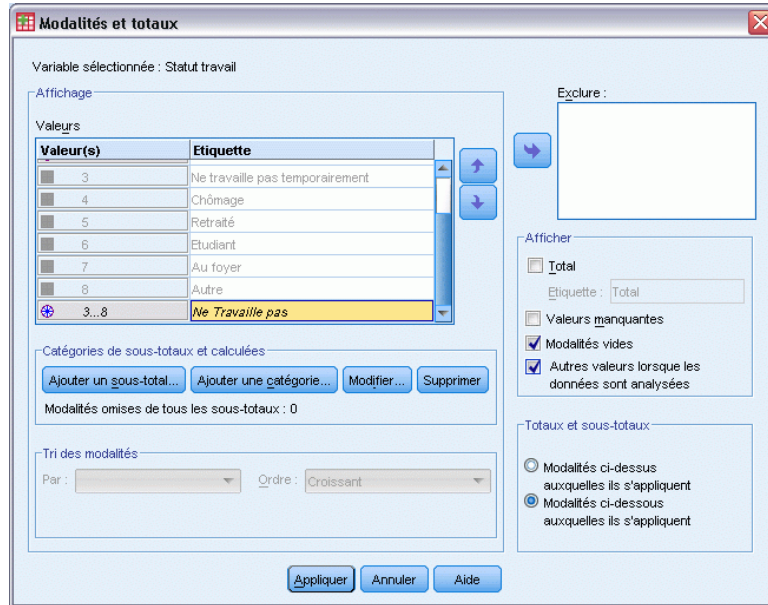 Modalités et totaux
Variable sélectionnée : Statut travail
Affichage
Valeurs
Valeur(s) Etiquette
3 Ne travaille pas temporairement
4 Chômage
5 Retraité
6 Etudiant
7 Au foyer
8 Autre
3...8 Ne Travaille pas
Catégories de sous-totaux et calculées
Ajouter un sous-total... Ajouter une catégorie... Modifier... Supprimer
Modalités omises de tous les sous-totaux : 0
Tri des modalités
Par : Ordre : Croissant
Exclure :
Afficher
Total
Etiquette : Total
Valeurs manquantes
Modalités vides
Autres valeurs lorsque les
données sont analysées
Totaux et sous-totaux
Modalités ci-dessus
auxquelles ils s'appliquent
Modalités ci-dessous
auxquelles ils s'appliquent
Appliquer Annuler Aide